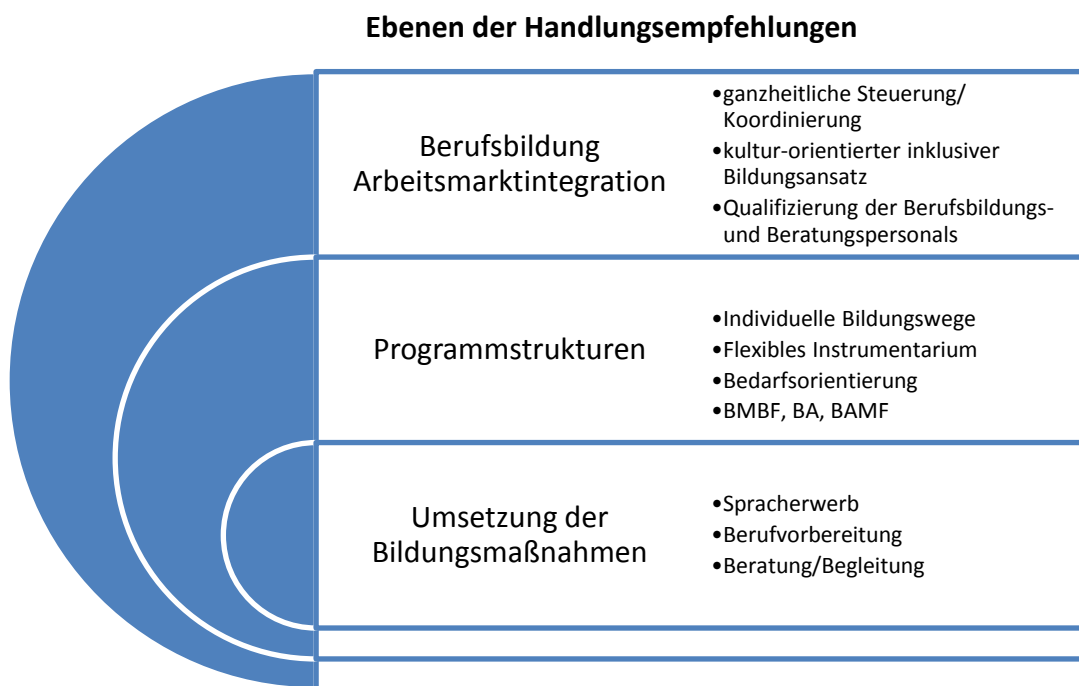 Ebenen der Handlungsempfehlungen
Berufsbildung
Arbeitsmarktintegration
•ganzheitliche Steuerung/
Koordinierung
•kultur-orientierter inklusiver
Bildungsansatz
•Qualifizierung der Berufsbildungs-
und Beratungspersonals
Programmstrukturen
•Individuelle Bildungswege
•Flexibles Instrumentarium
•Bedarfsorientierung
•BMBF, BA, BAMF
Umsetzung der
Bildungsmaßnahmen
•Spracherwerb
•Berufvorbereitung
•Beratung/Begleitung